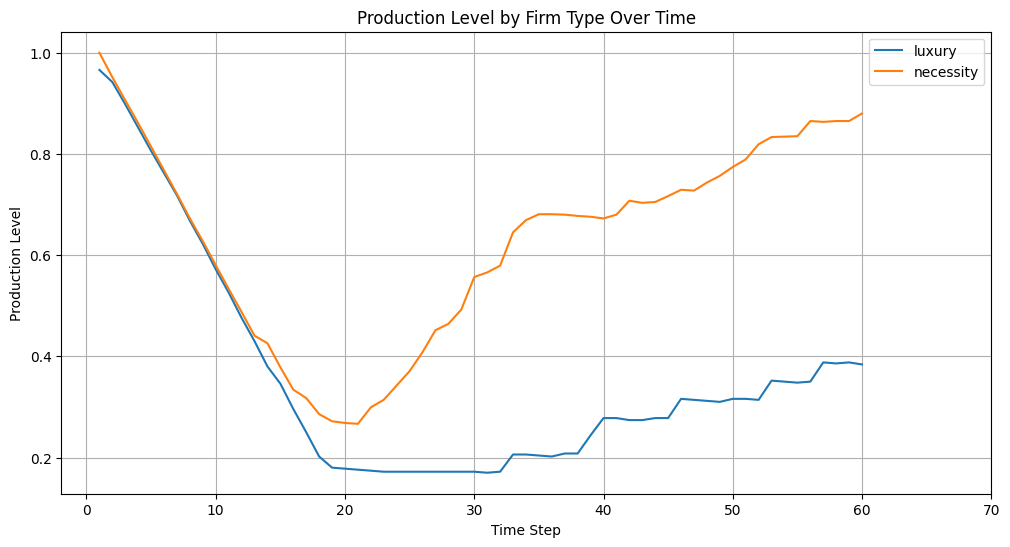 Production Level by Firm Type Over Time
luxury
necessity
Production Level
1.0
0.8
0.6
0.4
0.2
0 10 20 30 40 50 60 70
Time Step